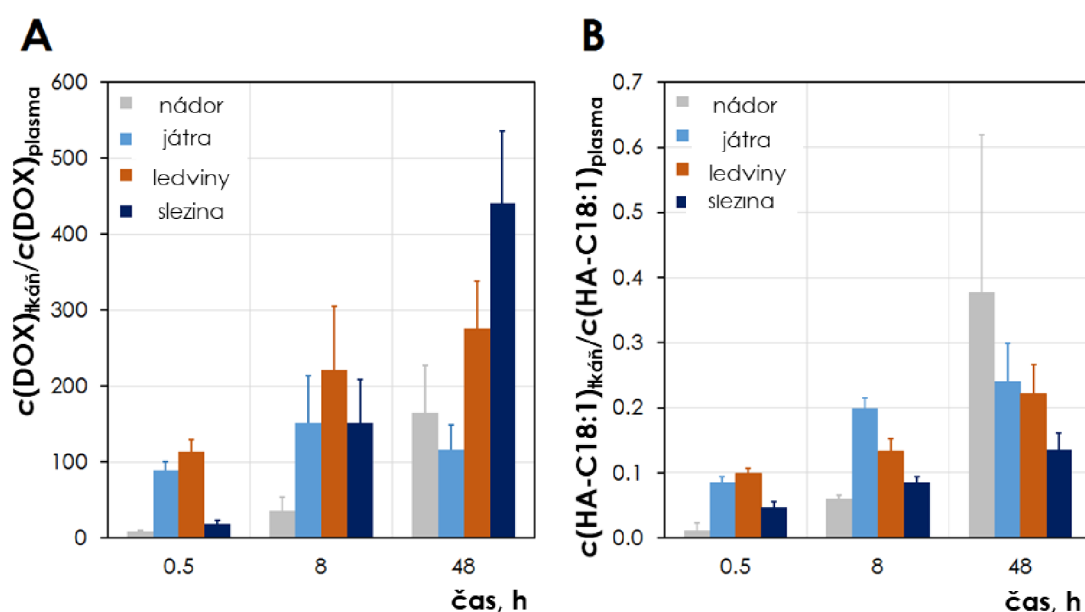 A
c(DOX)tkáň/c(DOX)plasma
600
500
400
300
200
100
0
nádor
játra
ledviny
slezina
0.5 8 48
čas, h
B
c(HA-C18:1)tkáň/c(HA-C18:1)plasma
0.7
0.6
0.5
0.4
0.3
0.2
0.1
0.0
nádor
játra
ledviny
slezina
0.5 8 48
čas, h